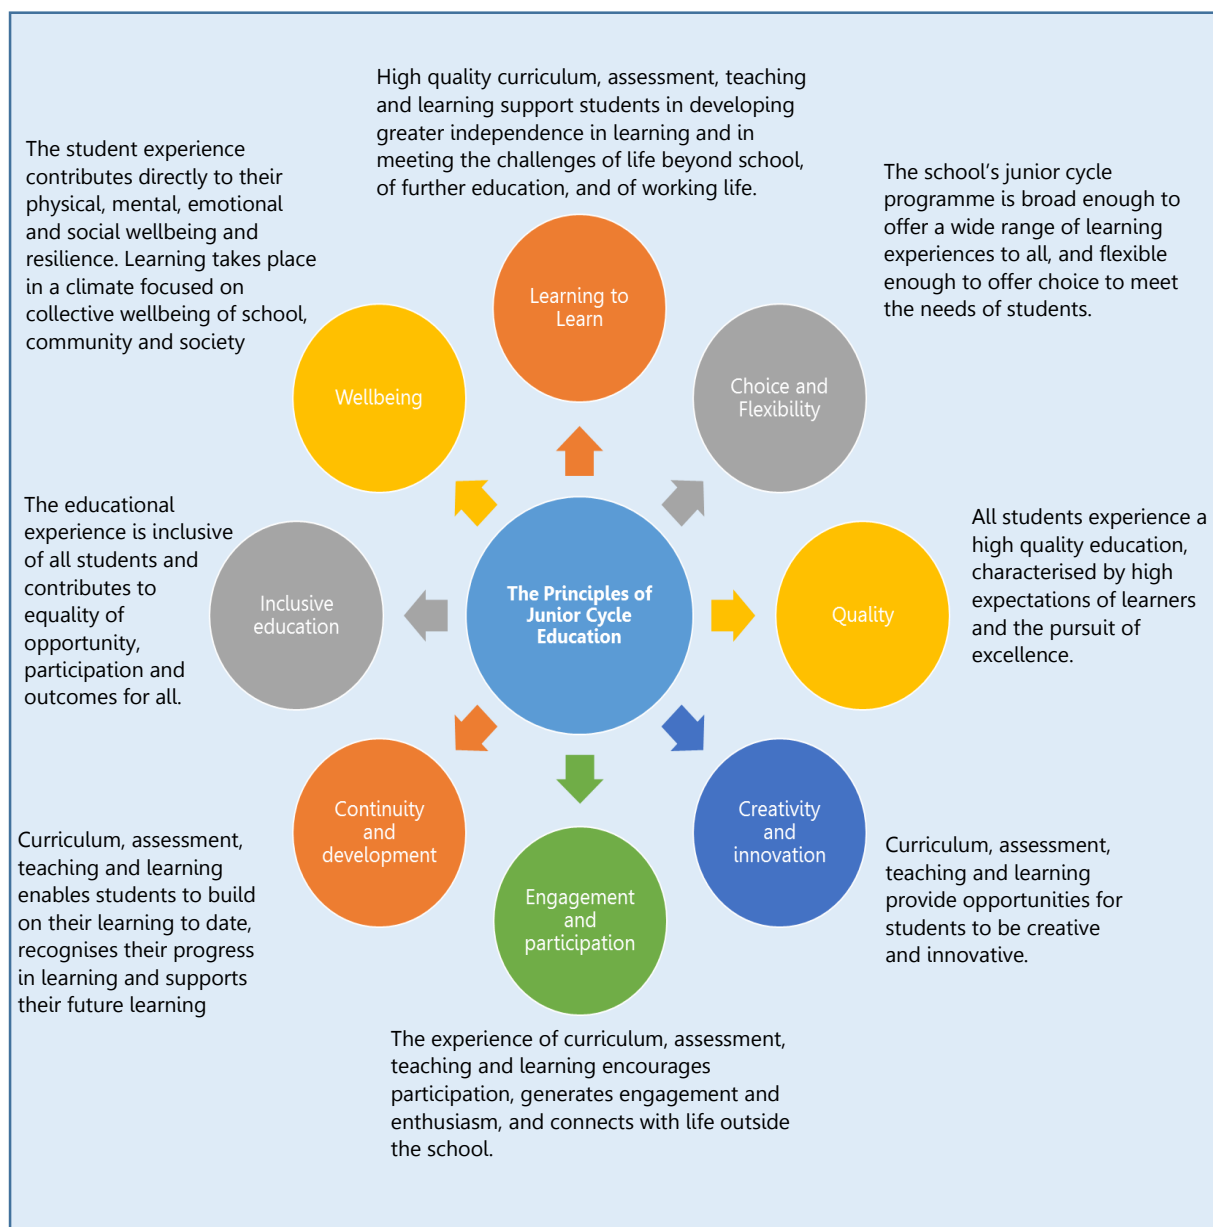 High quality curriculum, assessment, teaching
and learning support students in developing
greater independence in learning and in
meeting the challenges of life beyond school,
of further education, and of working life.
The student experience
contributes directly to their
physical, mental, emotional
and social wellbeing and
resilience. Learning takes place
in a climate focused on
collective wellbeing of school,
community and society
The school’s junior cycle
programme is broad enough to
offer a wide range of learning
experiences to all, and flexible
enough to offer choice to meet
the needs of students.
Learning to
Learn
Wellbeing
Choice and
Flexibility
The educational
experience is inclusive
of all students and
contributes to
equality of
opportunity,
participation and
outcomes for all.
Inclusive
education
The Principles of
Junior Cycle
Education
Quality
All students experience a
high quality education,
characterised by high
expectations of learners
and the pursuit of
excellence.
Continuity
and
development
Creativity
and
innovation
Curriculum, assessment,
teaching and learning
enables students to build
on their learning to date,
recognises their progress
in learning and supports
their future learning
Engagement
and
participation
Curriculum, assessment,
teaching and learning
provide opportunities for
students to be creative
and innovative.
The experience of curriculum, assessment,
teaching and learning encourages
participation, generates engagement and
enthusiasm, and connects with life outside
the school.